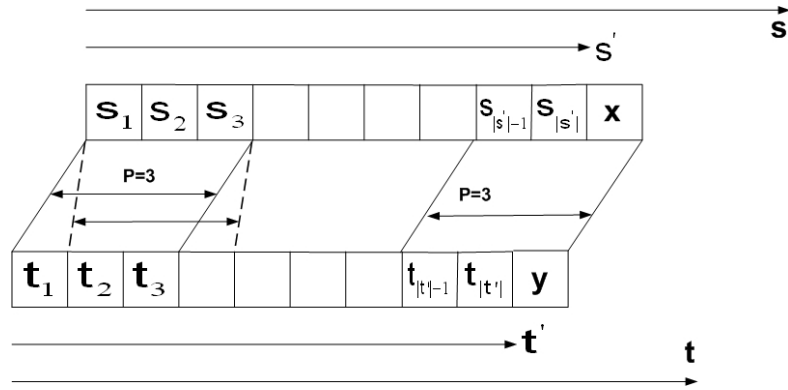 s
s'
s₁ s₂ s₃ s|s'|−1 s|s'| x
P=3
P=3
t₁ t₂ t₃ t|t'|−1 t|t'| y
t'
t